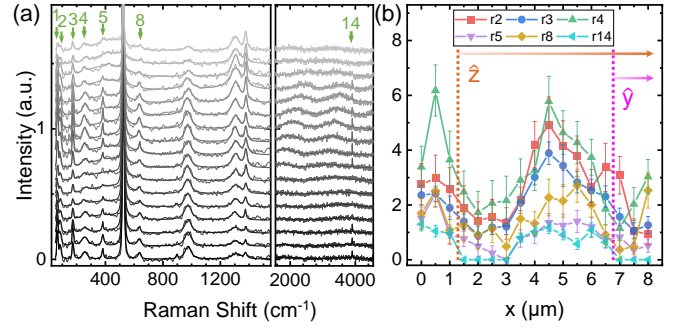 (a)
1 2 3 4 5 8 14
Intensity (a.u.)
1
0
400 800 1200 2000 4000
Raman Shift (cm⁻¹)
(b)
r2 r3 r4
r5 r8 r14
ẑ
ŷ
8
6
4
2
0
0 1 2 3 4 5 6 7 8
x (μm)